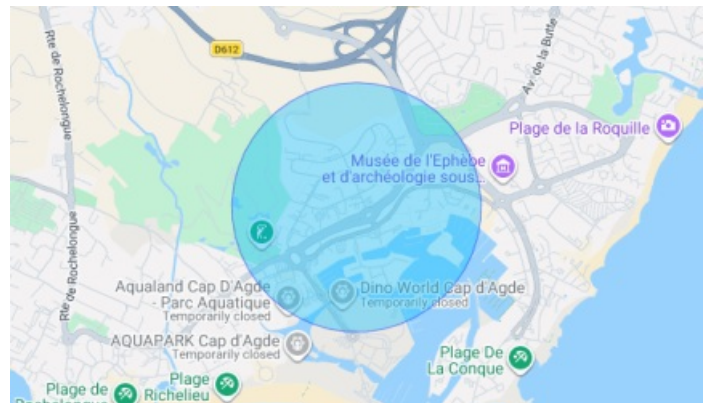 Rte de Rochelongue
D612
Av. de la Butte
Plage de la Roquille
Musée de l'Ephèbe
et d'archéologie sous...
Rte de Rochelongue
Aqualand Cap D'Agde
- Parc Aquatique
Temporarily closed
Dino World Cap d'Agde
Temporarily closed
AQUAPARK Cap d'Agde
Temporarily closed
Plage De
La Conque
Plage
Richelieu
Plage de